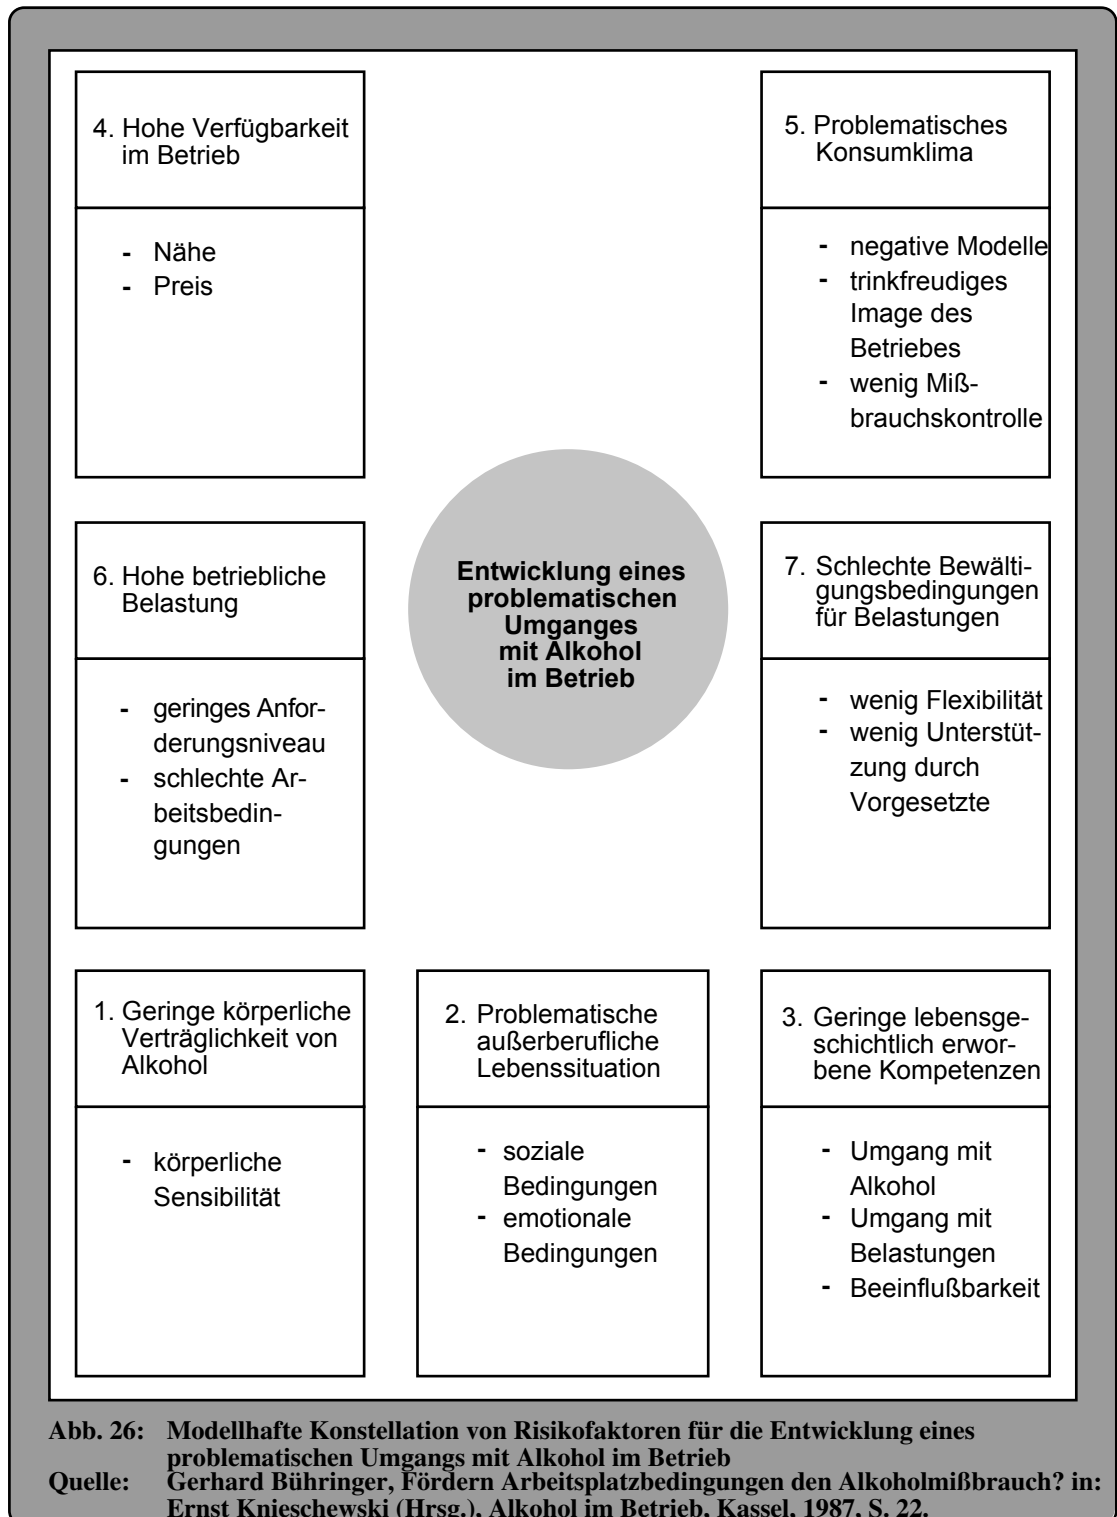 4. Hohe Verfügbarkeit
im Betrieb
- Nähe
- Preis
5. Problematisches
Konsumklima
- negative Modelle
- trinkfreudiges
Image des
Betriebes
- wenig Miß-
brauchskontrolle
Entwicklung eines
problematischen
Umganges
mit Alkohol
im Betrieb
6. Hohe betriebliche
Belastung
- geringes Anfor-
derungsniveau
- schlechte Ar-
beitsbedin-
gungen
7. Schlechte Bewälti-
gungsbedingungen
für Belastungen
- wenig Flexibilität
- wenig Unterstüt-
zung durch
Vorgesetzte
1. Geringe körperliche
Verträglichkeit von
Alkohol
- körperliche
Sensibilität
2. Problematische
außerberufliche
Lebenssituation
- soziale
Bedingungen
- emotionale
Bedingungen
3. Geringe lebensge-
schichtlich erwor-
bene Kompetenzen
- Umgang mit
Alkohol
- Umgang mit
Belastungen
- Beeinflußbarkeit
Abb. 26: Modellhafte Konstellation von Risikofaktoren für die Entwicklung eines
problematischen Umgangs mit Alkohol im Betrieb
Quelle: Gerhard Bühringer, Fördern Arbeitsplatzbedingungen den Alkoholmißbrauch? in:
Ernst Knieschewski (Hrsg.), Alkohol im Betrieb, Kassel, 1987, S. 22.